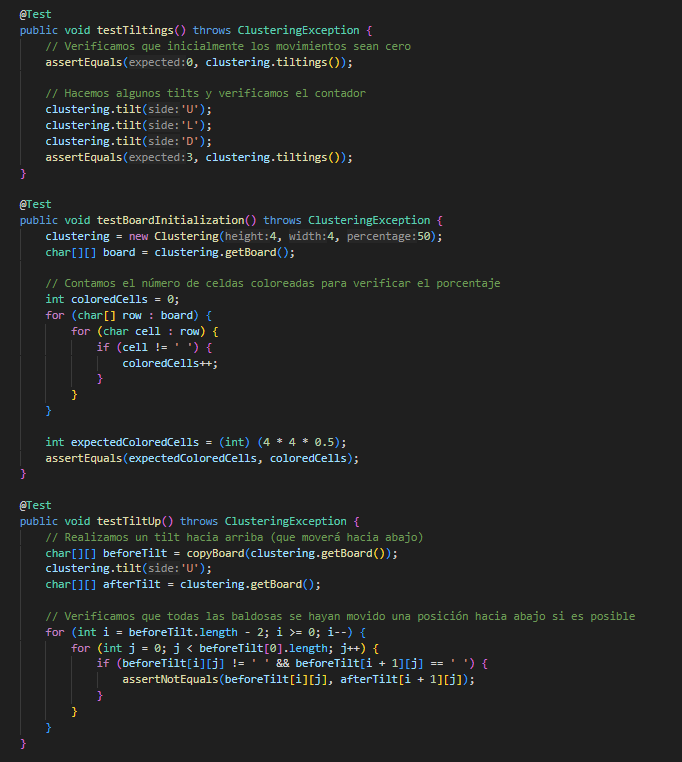 @Test
public void testTiltings() throws ClusteringException {
    // Verificamos que inicialmente los movimientos sean cero
    assertEquals(expected:0, clustering.tiltings());

    // Hacemos algunos tilts y verificamos el contador
    clustering.tilt(side:'U');
    clustering.tilt(side:'L');
    clustering.tilt(side:'D');
    assertEquals(expected:3, clustering.tiltings());
}

@Test
public void testBoardInitialization() throws ClusteringException {
    clustering = new Clustering(height:4, width:4, percentage:50);
    char[][] board = clustering.getBoard();

    // Contamos el número de celdas coloreadas para verificar el porcentaje
    int coloredCells = 0;
    for (char[] row : board) {
        for (char cell : row) {
            if (cell != ' ') {
                coloredCells++;
            }
        }
    }

    int expectedColoredCells = (int) (4 * 4 * 0.5);
    assertEquals(expectedColoredCells, coloredCells);
}

@Test
public void testTiltUp() throws ClusteringException {
    // Realizamos un tilt hacia arriba (que moverá hacia abajo)
    char[][] beforeTilt = copyBoard(clustering.getBoard());
    clustering.tilt(side:'U');
    char[][] afterTilt = clustering.getBoard();

    // Verificamos que todas las baldosas se hayan movido una posición hacia abajo si es posible
    for (int i = beforeTilt.length - 2; i >= 0; i--) {
        for (int j = 0; j < beforeTilt[0].length; j++) {
            if (beforeTilt[i][j] != ' ' && beforeTilt[i + 1][j] == ' ') {
                assertNotEquals(beforeTilt[i][j], afterTilt[i + 1][j]);
            }
        }
    }
}